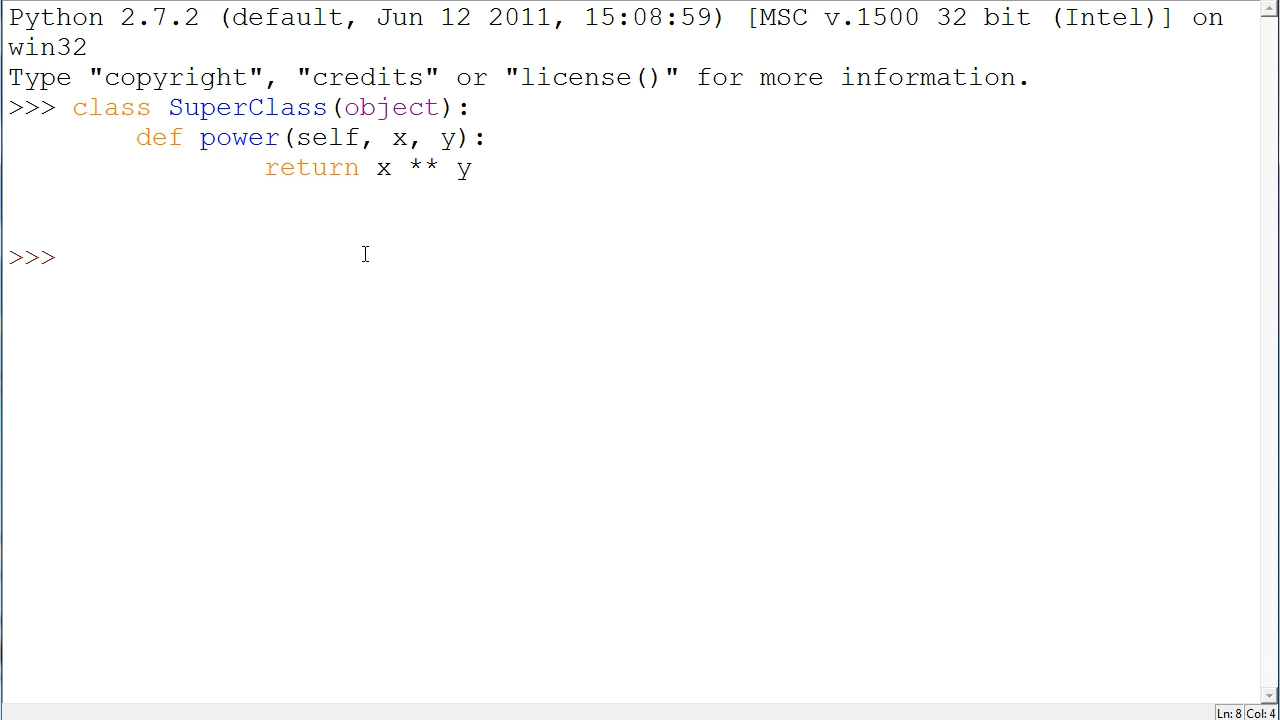 Python 2.7.2 (default, Jun 12 2011, 15:08:59) [MSC v.1500 32 bit (Intel)] on
win32
Type "copyright", "credits" or "license()" for more information.
>>> class SuperClass(object):
        def power(self, x, y):
                return x ** y
>>>
Ln: 8 Col: 4